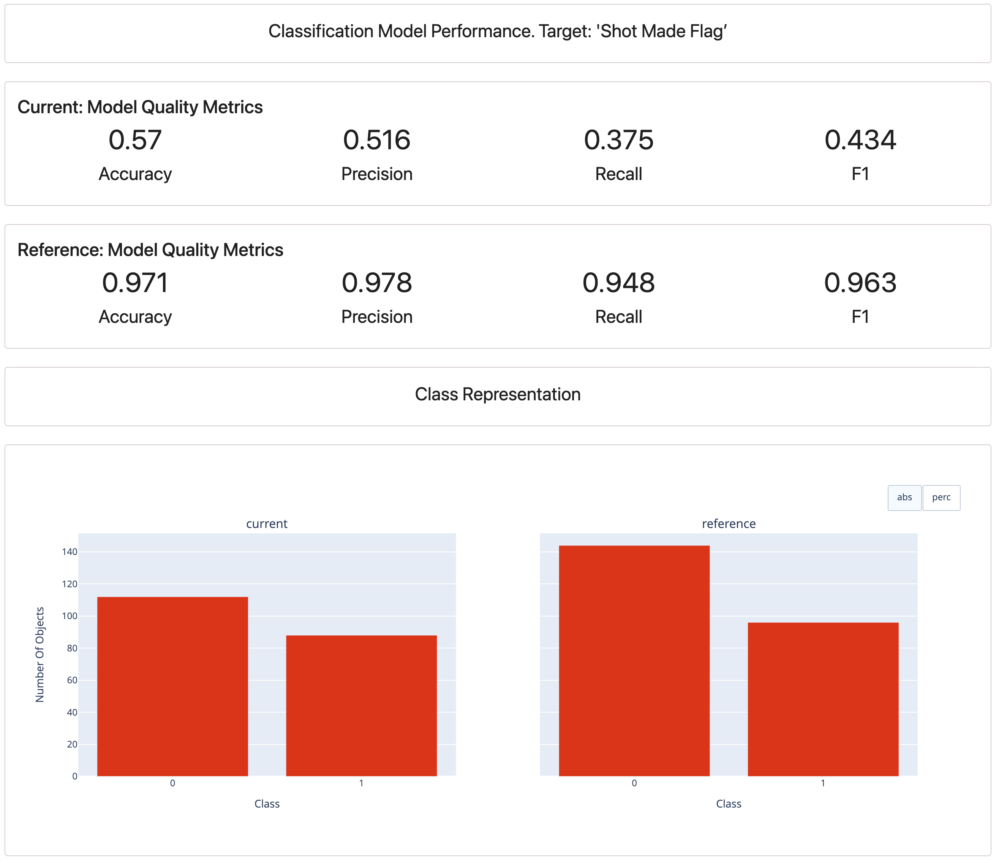 Classification Model Performance. Target: 'Shot Made Flag’
Current: Model Quality Metrics
0.57
0.516
0.375
0.434
Accuracy
Precision
Recall
F1
Reference: Model Quality Metrics
0.971
0.978
0.948
0.963
Accuracy
Precision
Recall
F1
Class Representation
abs
perc
current
reference
140
120
100
80
60
40
20
0
Number Of Objects
0
1
0
1
Class
Class